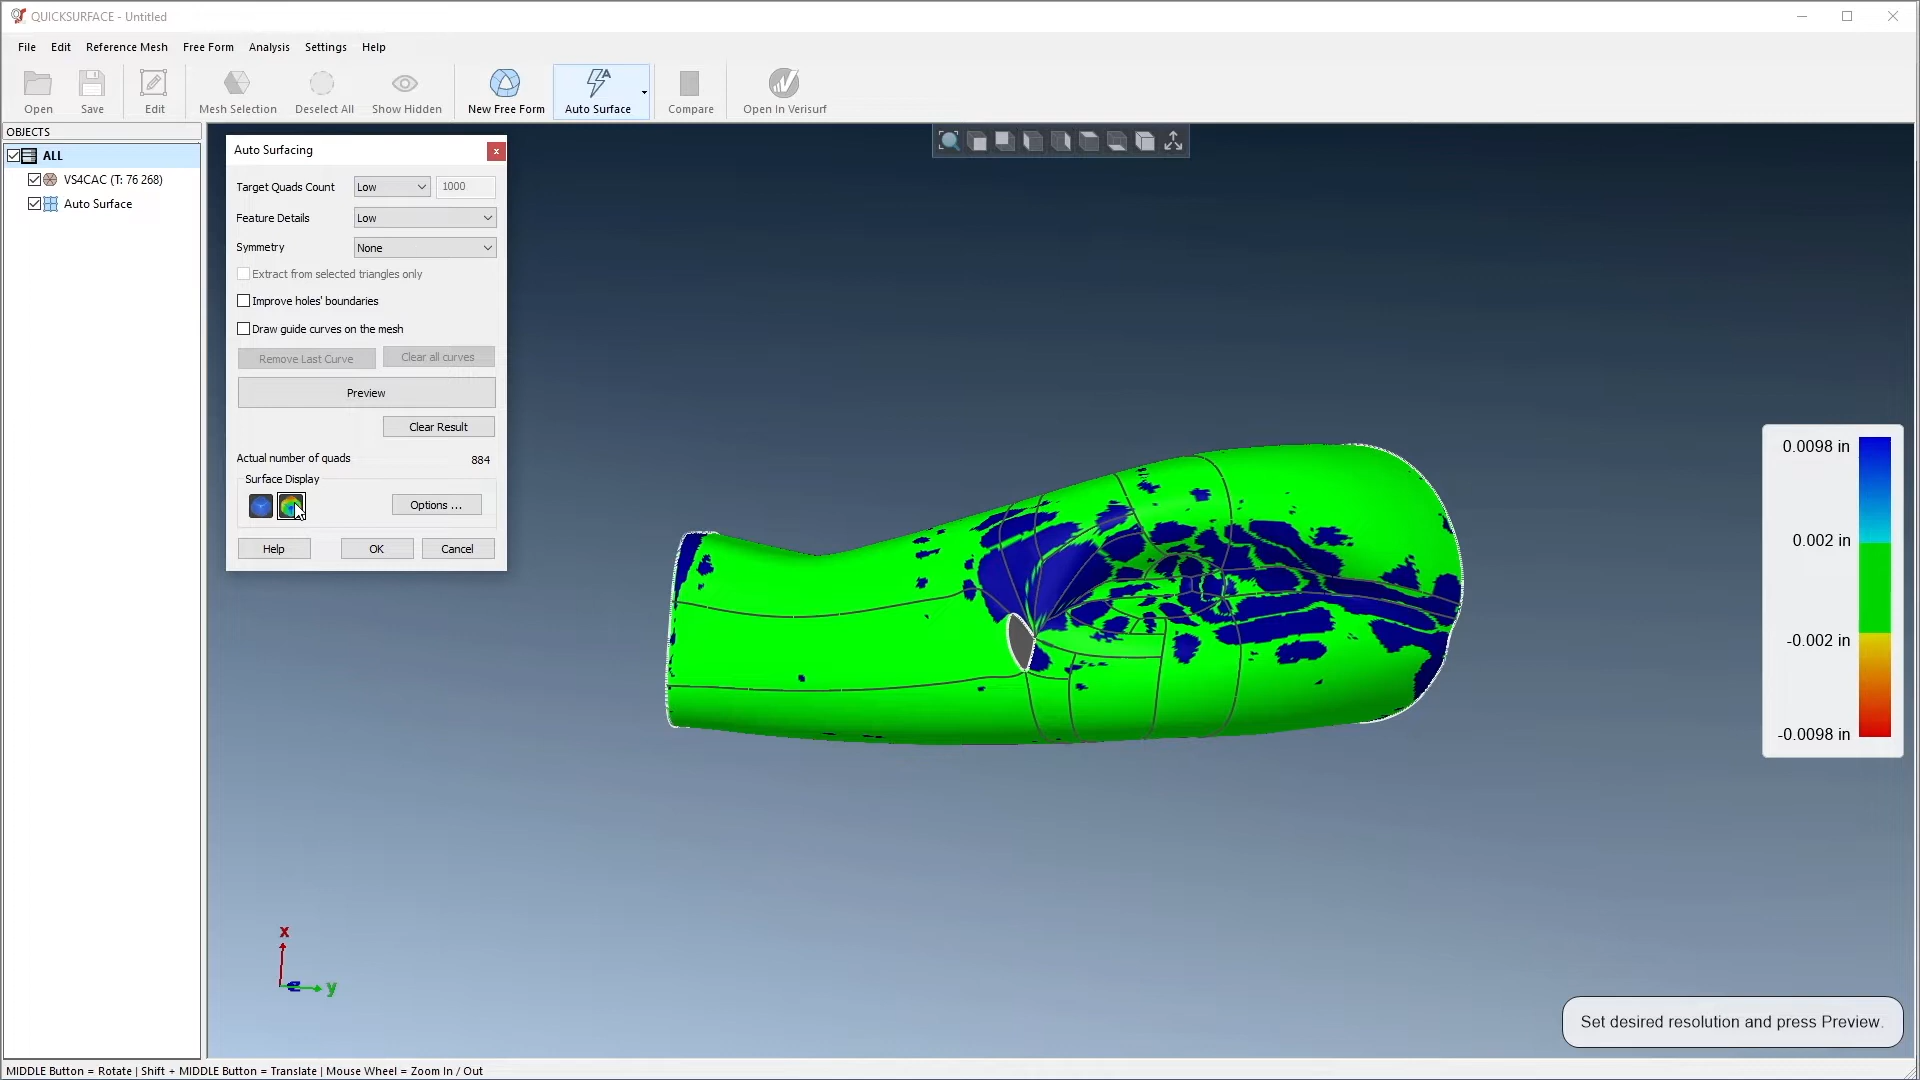 QUICKSURFACE - Untitled
File Edit Reference Mesh Free Form Analysis Settings Help
Open Save Edit Mesh Selection Deselect All Show Hidden New Free Form Auto Surface Compare Open In Verisurf
OBJECTS
ALL
VS4CAC (T: 76 268)
Auto Surface
Auto Surfacing
x
Target Quads Count Low 1000
Feature Details Low
Symmetry None
Extract from selected triangles only
Improve holes' boundaries
Draw guide curves on the mesh
Remove Last Curve Clear all curves
Preview
Clear Result
Actual number of quads 884
Surface Display
Options ...
Help OK Cancel
0.0098 in
0.002 in
-0.002 in
-0.0098 in
x
y
Set desired resolution and press Preview.
MIDDLE Button = Rotate | Shift + MIDDLE Button = Translate | Mouse Wheel = Zoom In / Out